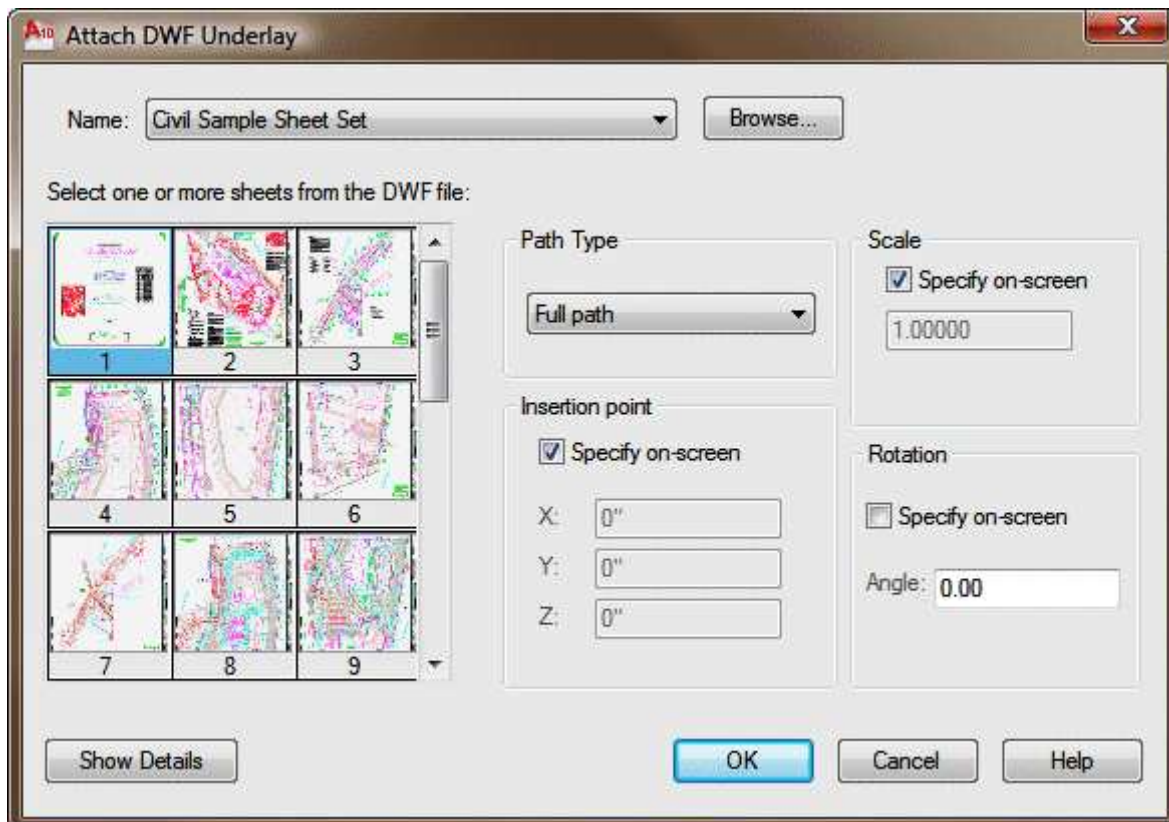 Attach DWF Underlay
Name: Civil Sample Sheet Set Browse...
Select one or more sheets from the DWF file:
1 2 3
4 5 6
7 8 9
Path Type
Full path
Insertion point
Specify on-screen
X: 0"
Y: 0"
Z: 0"
Scale
Specify on-screen
1.00000
Rotation
Specify on-screen
Angle: 0.00
Show Details OK Cancel Help